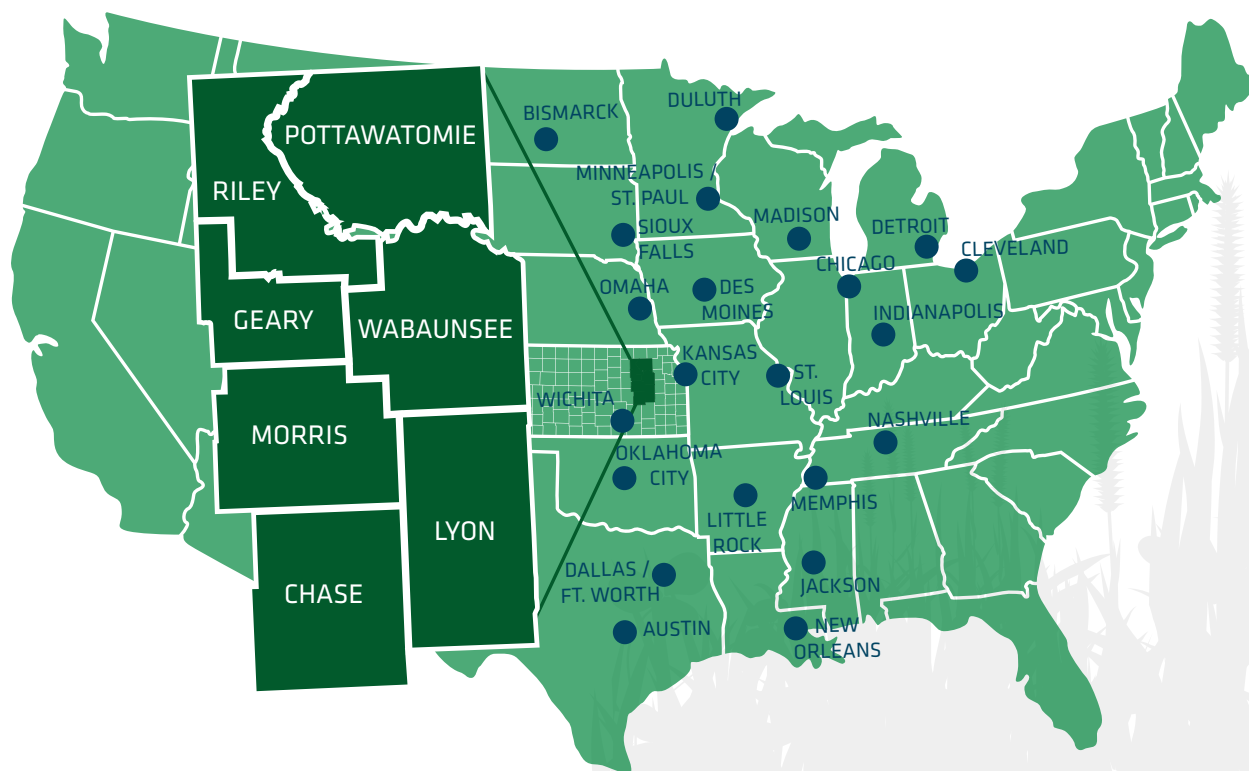 POTTAWATOMIE
RILEY
GEARY
WABAUNSEE
MORRIS
LYON
CHASE
BISMARCK
DULUTH
MINNEAPOLIS /
ST. PAUL
SIOUX
FALLS
MADISON
DETROIT
CLEVELAND
CHICAGO
OMAHA
DES
MOINES
INDIANAPOLIS
KANSAS
CITY
ST.
LOUIS
WICHITA
NASHVILLE
OKLAHOMA
CITY
MEMPHIS
LITTLE
ROCK
DALLAS /
FT. WORTH
JACKSON
AUSTIN
NEW
ORLEANS